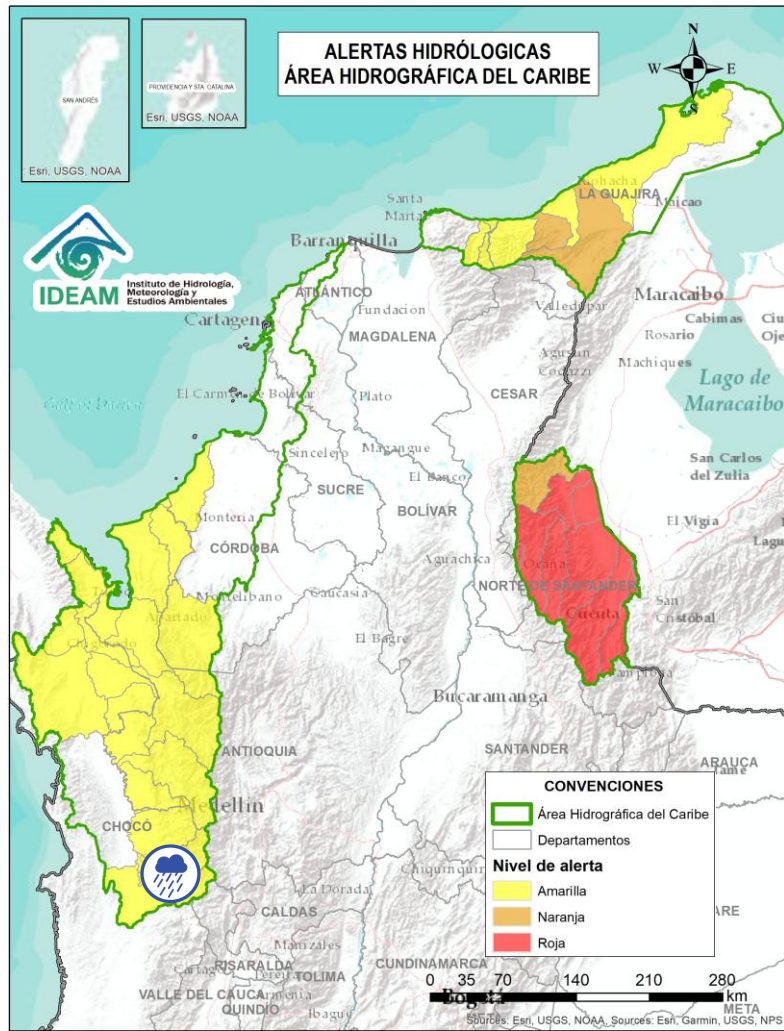 ALERTAS HIDRÓLOGICAS
ÁREA HIDROGRÁFICA DEL CARIBE
N
W
E
S
SAN ANDRÉS
Esri, USGS, NOAA
PROVIDENCIA Y STA. CATALINA
Esri, USGS, NOAA
IDEAM
Instituto de Hidrología,
Meteorología y
Estudios Ambientales
Santa
Marta
Barranquilla
LA GUAJIRA
Maicao
ATLÁNTICO
Cartagena
Fundación
MAGDALENA
Valledupar
Maracaibo
Cabimas
Rosario
Agustín
Codazzi
Machiques
CESAR
Lago de
Maracaibo
El Carmen de Bolívar
Plato
Sincelejo
Magangue
San Carlos
del Zulia
SUCRE
El Banco
Montería
BOLÍVAR
El Vigía
CÓRDOBA
Aguachica
Ocaña
NORTE DE SANTANDER
Montelibano
Caucasia
Apartado
Cucuta
San
Cristóbal
El Bagre
Bucaramanga
ANTIOQUIA
SANTANDER
ARAUCA
Medellín
CHOCÓ
La Dorada
CALDAS
Manizales
RISARALDA
TOLIMA
CUNDINAMARCA
VALLE DEL CAUCA
QUINDÍO
Ibague
Bogotá
META
META
CONVENCIONES
Área Hidrográfica del Caribe
Departamentos
Nivel de alerta
Amarilla
Naranja
Roja
0 35 70 140 210 280
km
Sources: Esri, USGS, NOAA, Sources: Esri, Garmin, USGS, NPS